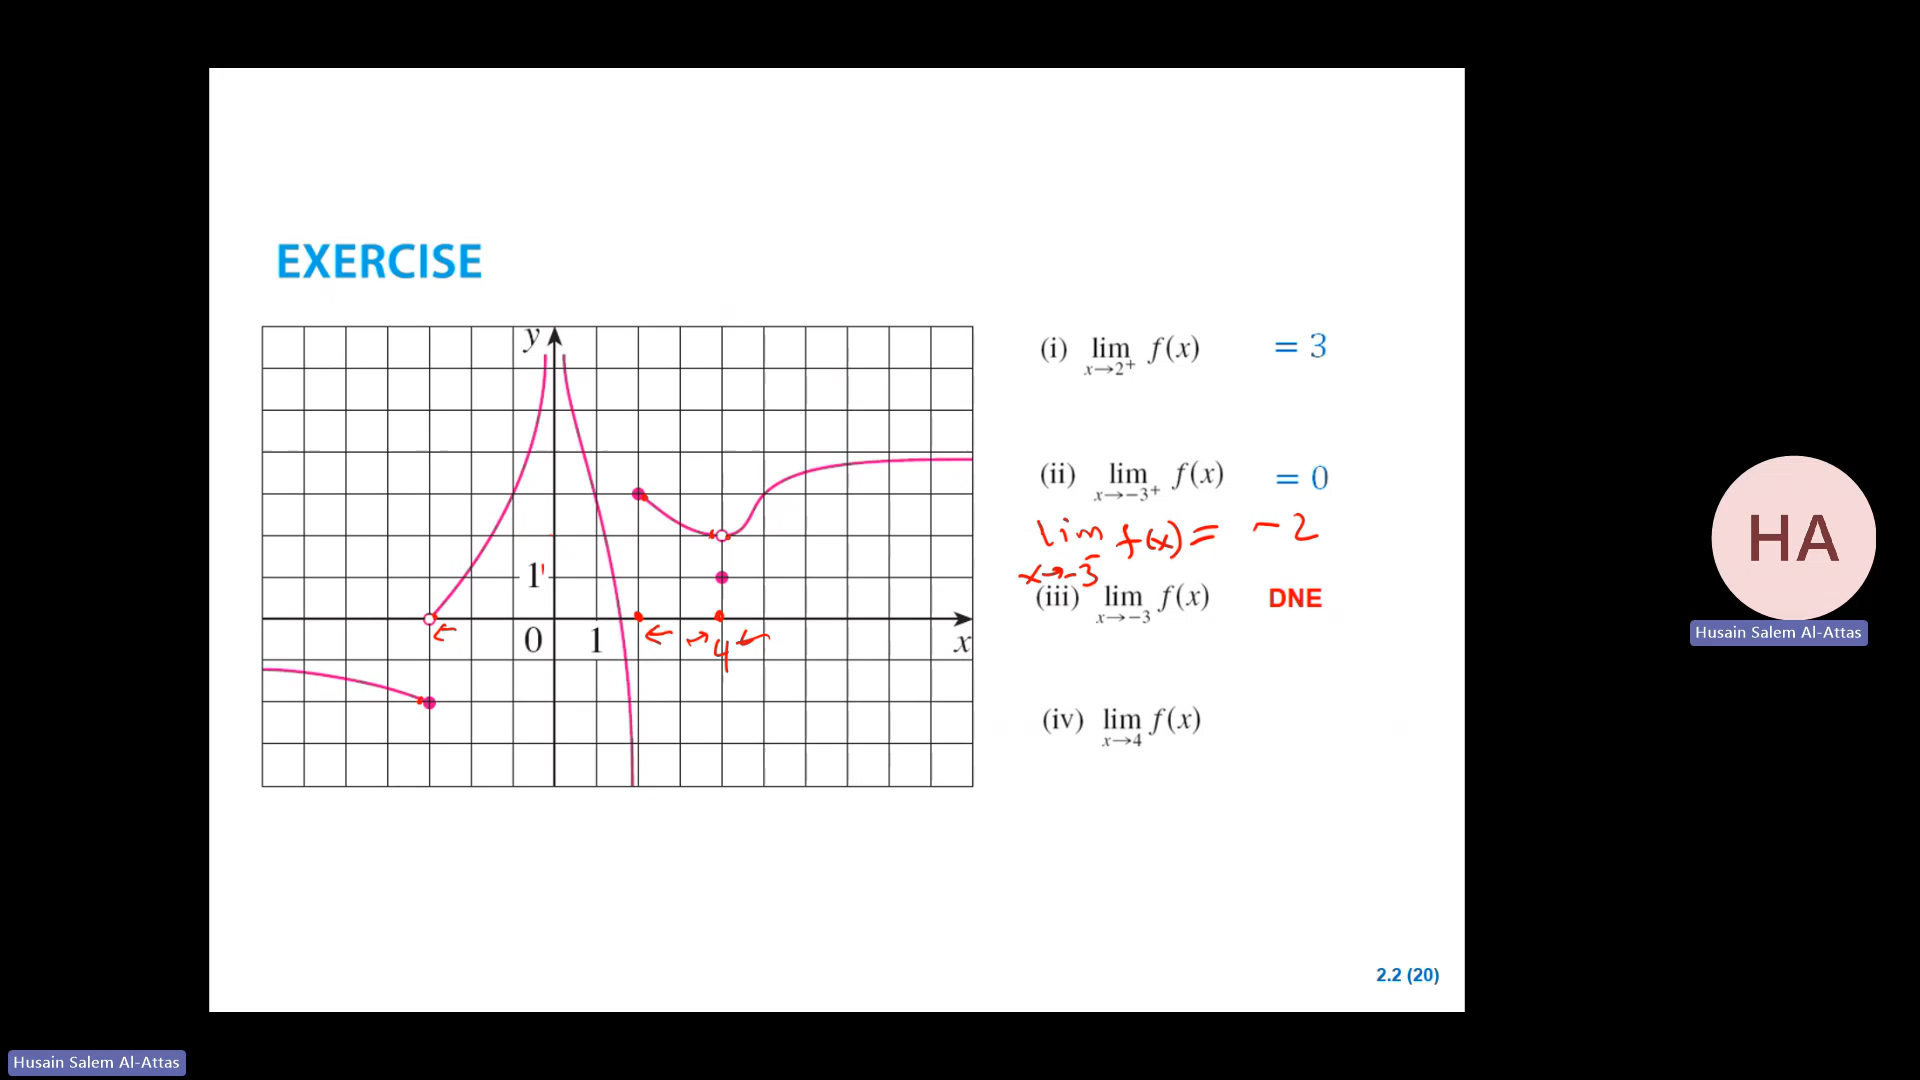 EXERCISE
y
1
0
1
4
x
(i) lim x→2⁺ f(x) = 3
(ii) lim x→−3⁺ f(x) = 0
lim x→−3⁻ f(x) = −2
(iii) lim x→−3 f(x) DNE
(iv) lim x→4 f(x)
2.2 (20)
HA
Husain Salem Al-Attas
Husain Salem Al-Attas